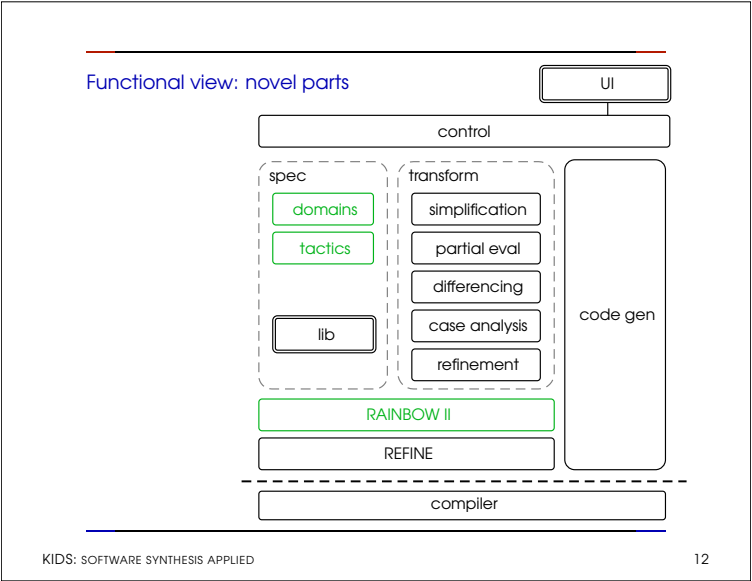 Functional view: novel parts
UI
control
spec
domains
tactics
lib
transform
simplification
partial eval
differencing
case analysis
refinement
code gen
RAINBOW II
REFINE
compiler
KIDS: SOFTWARE SYNTHESIS APPLIED
12